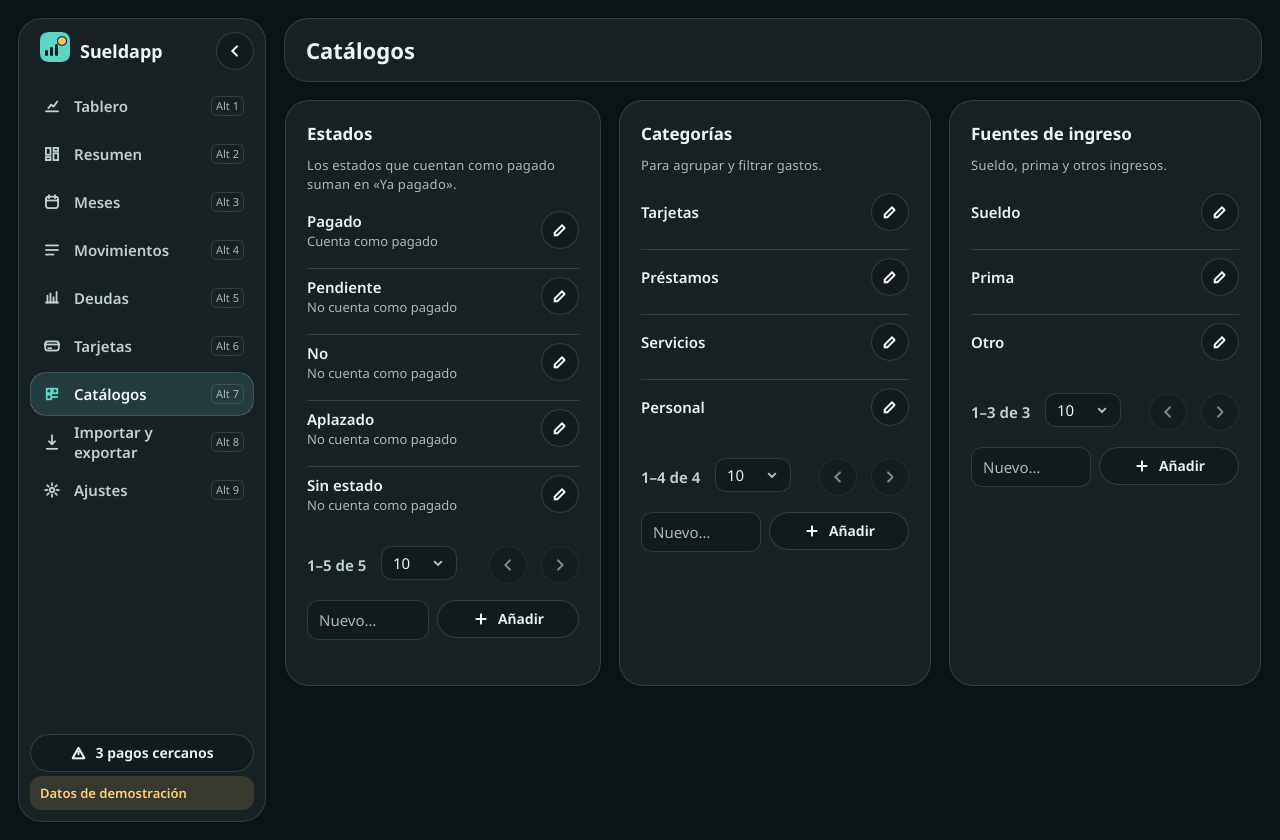 Sueldapp
Tablero
Alt 1
Resumen
Alt 2
Meses
Alt 3
Movimientos
Alt 4
Deudas
Alt 5
Tarjetas
Alt 6
Catálogos
Alt 7
Importar y
exportar
Alt 8
Ajustes
Alt 9
3 pagos cercanos
Datos de demostración
Catálogos
Estados
Los estados que cuentan como pagado
suman en «Ya pagado».
Pagado
Cuenta como pagado
Pendiente
No cuenta como pagado
No
No cuenta como pagado
Aplazado
No cuenta como pagado
Sin estado
No cuenta como pagado
1–5 de 5
10
Nuevo...
Añadir
Categorías
Para agrupar y filtrar gastos.
Tarjetas
Préstamos
Servicios
Personal
1–4 de 4
10
Nuevo...
Añadir
Fuentes de ingreso
Sueldo, prima y otros ingresos.
Sueldo
Prima
Otro
1–3 de 3
10
Nuevo...
Añadir